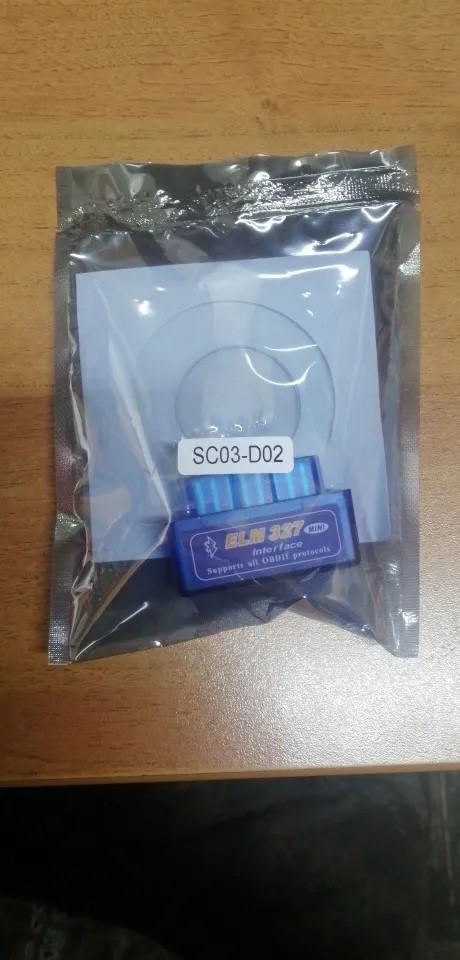 SC03-D02
ELM 327 MINI
Interface
Supports all OBDII protocols